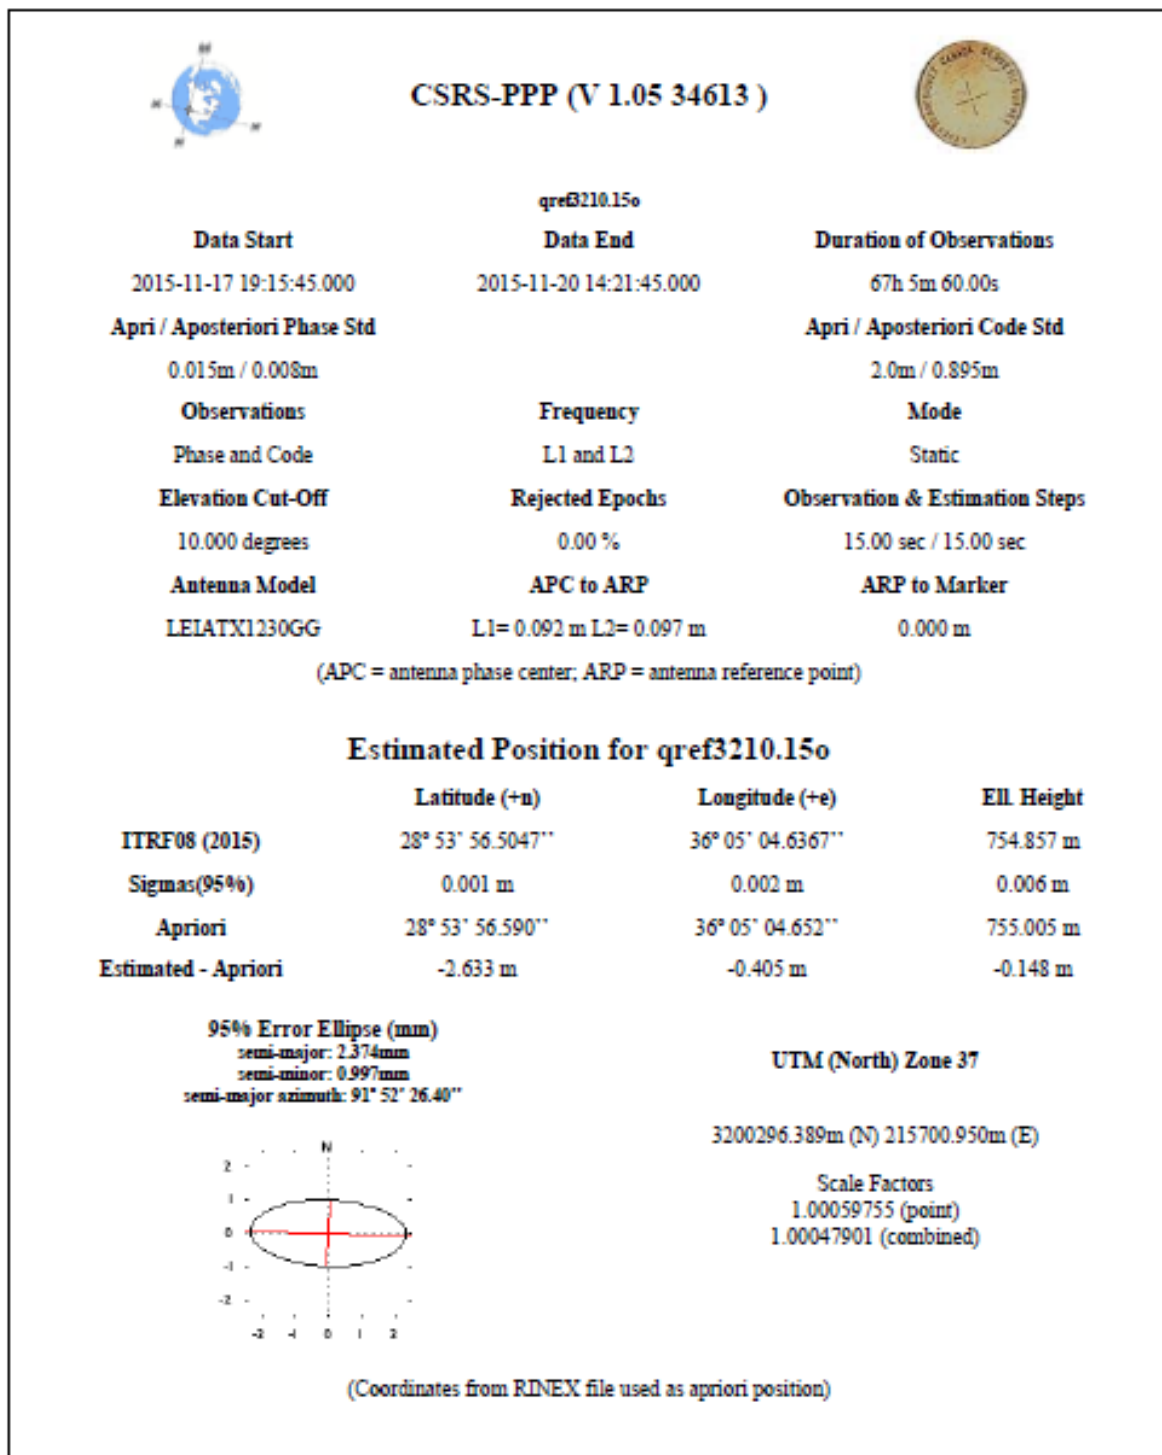 CSRS-PPP (V 1.05 34613 )
qref3210.15o
Data Start Data End Duration of Observations
2015-11-17 19:15:45.000 2015-11-20 14:21:45.000 67h 5m 60.00s
Apri / Aposteriori Phase Std Apri / Aposteriori Code Std
0.015m / 0.008m 2.0m / 0.895m
Observations Frequency Mode
Phase and Code L1 and L2 Static
Elevation Cut-Off Rejected Epochs Observation & Estimation Steps
10.000 degrees 0.00 % 15.00 sec / 15.00 sec
Antenna Model APC to ARP ARP to Marker
LEIATX1230GG L1= 0.092 m L2= 0.097 m 0.000 m
(APC = antenna phase center; ARP = antenna reference point)
Estimated Position for qref3210.15o
Latitude (+n) Longitude (+e) Ell. Height
ITRF08 (2015) 28° 53' 56.5047'' 36° 05' 04.6367'' 754.857 m
Sigmas(95%) 0.001 m 0.002 m 0.006 m
Apriori 28° 53' 56.590'' 36° 05' 04.652'' 755.005 m
Estimated - Apriori -2.633 m -0.405 m -0.148 m
95% Error Ellipse (mm)
semi-major: 2.374mm
semi-minor: 0.997mm
semi-major azimuth: 91° 52' 26.40''
UTM (North) Zone 37
3200296.389m (N) 215700.950m (E)
Scale Factors
1.00059755 (point)
1.00047901 (combined)
N
2
1
0
-1
-2
-2 -1 0 1 2
(Coordinates from RINEX file used as apriori position)